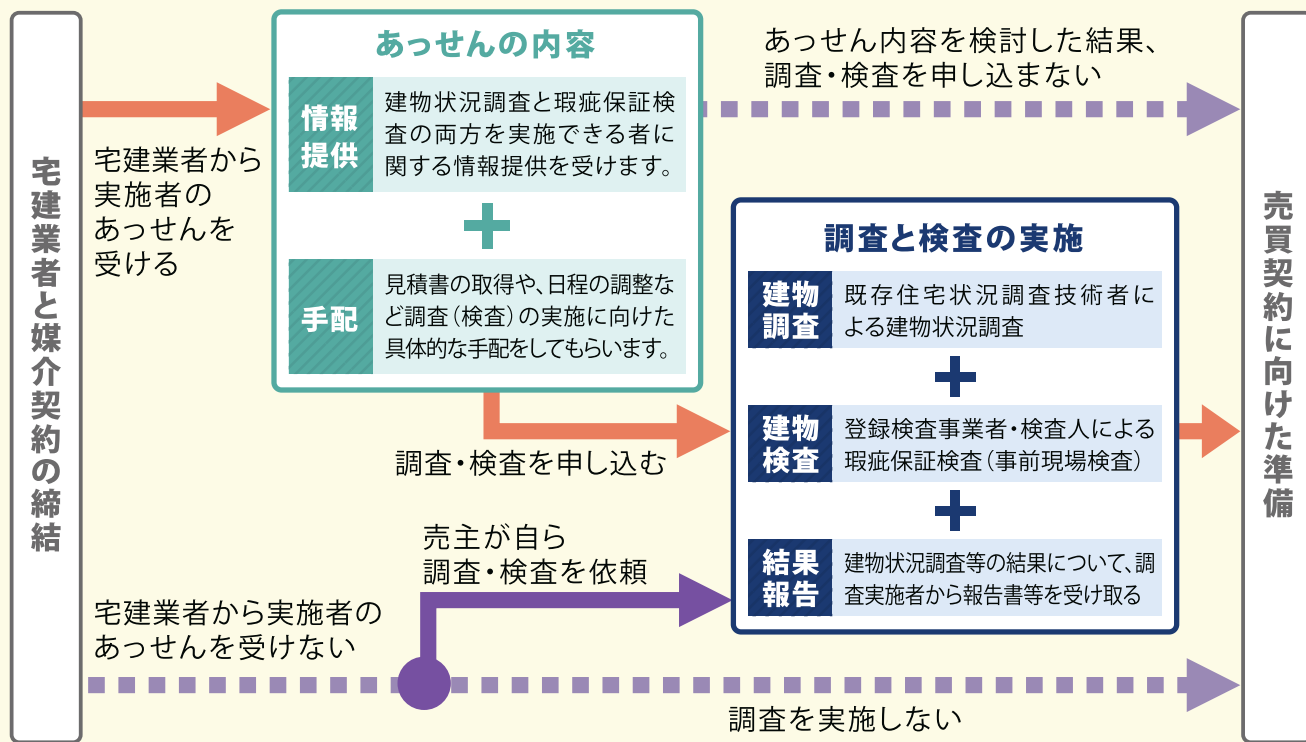 宅建業者と媒介契約の締結
宅建業者から
実施者の
あっせんを
受ける
あっせんの内容
情報
提供
建物状況調査と瑕疵保証検
査の両方を実施できる者に
関する情報提供を受けます。
+
手配
見積書の取得や、日程の調整な
ど調査(検査)の実施に向けた
具体的な手配をしてもらいます。
あっせん内容を検討した結果、
調査・検査を申し込まない
調査・検査を申し込む
調査と検査の実施
建物
調査
既存住宅状況調査技術者に
よる建物状況調査
+
建物
検査
登録検査事業者・検査人による
瑕疵保証検査(事前現場検査)
+
結果
報告
建物状況調査等の結果について、調
査実施者から報告書等を受け取る
売主が自ら
調査・検査を依頼
宅建業者から実施者の
あっせんを受けない
調査を実施しない
売買契約に向けた準備